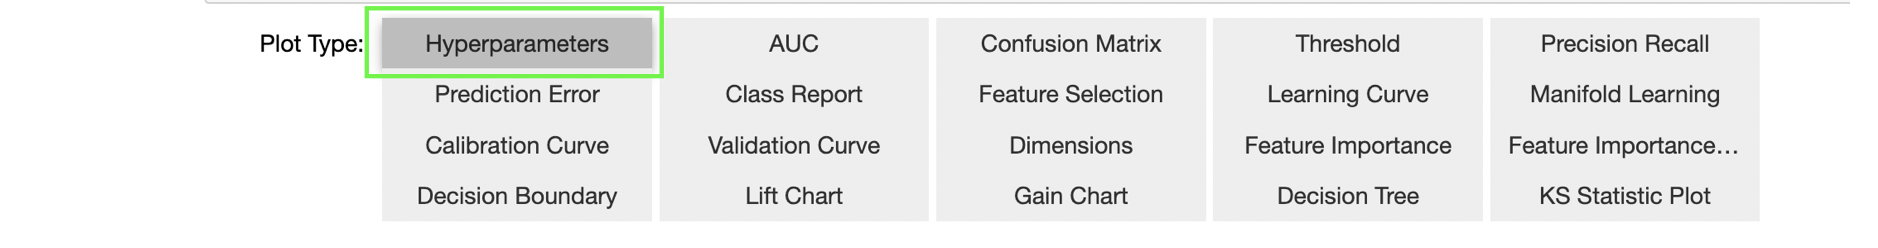 Plot Type: Hyperparameters AUC Confusion Matrix Threshold Precision Recall
Prediction Error Class Report Feature Selection Learning Curve Manifold Learning
Calibration Curve Validation Curve Dimensions Feature Importance Feature Importance…
Decision Boundary Lift Chart Gain Chart Decision Tree KS Statistic Plot